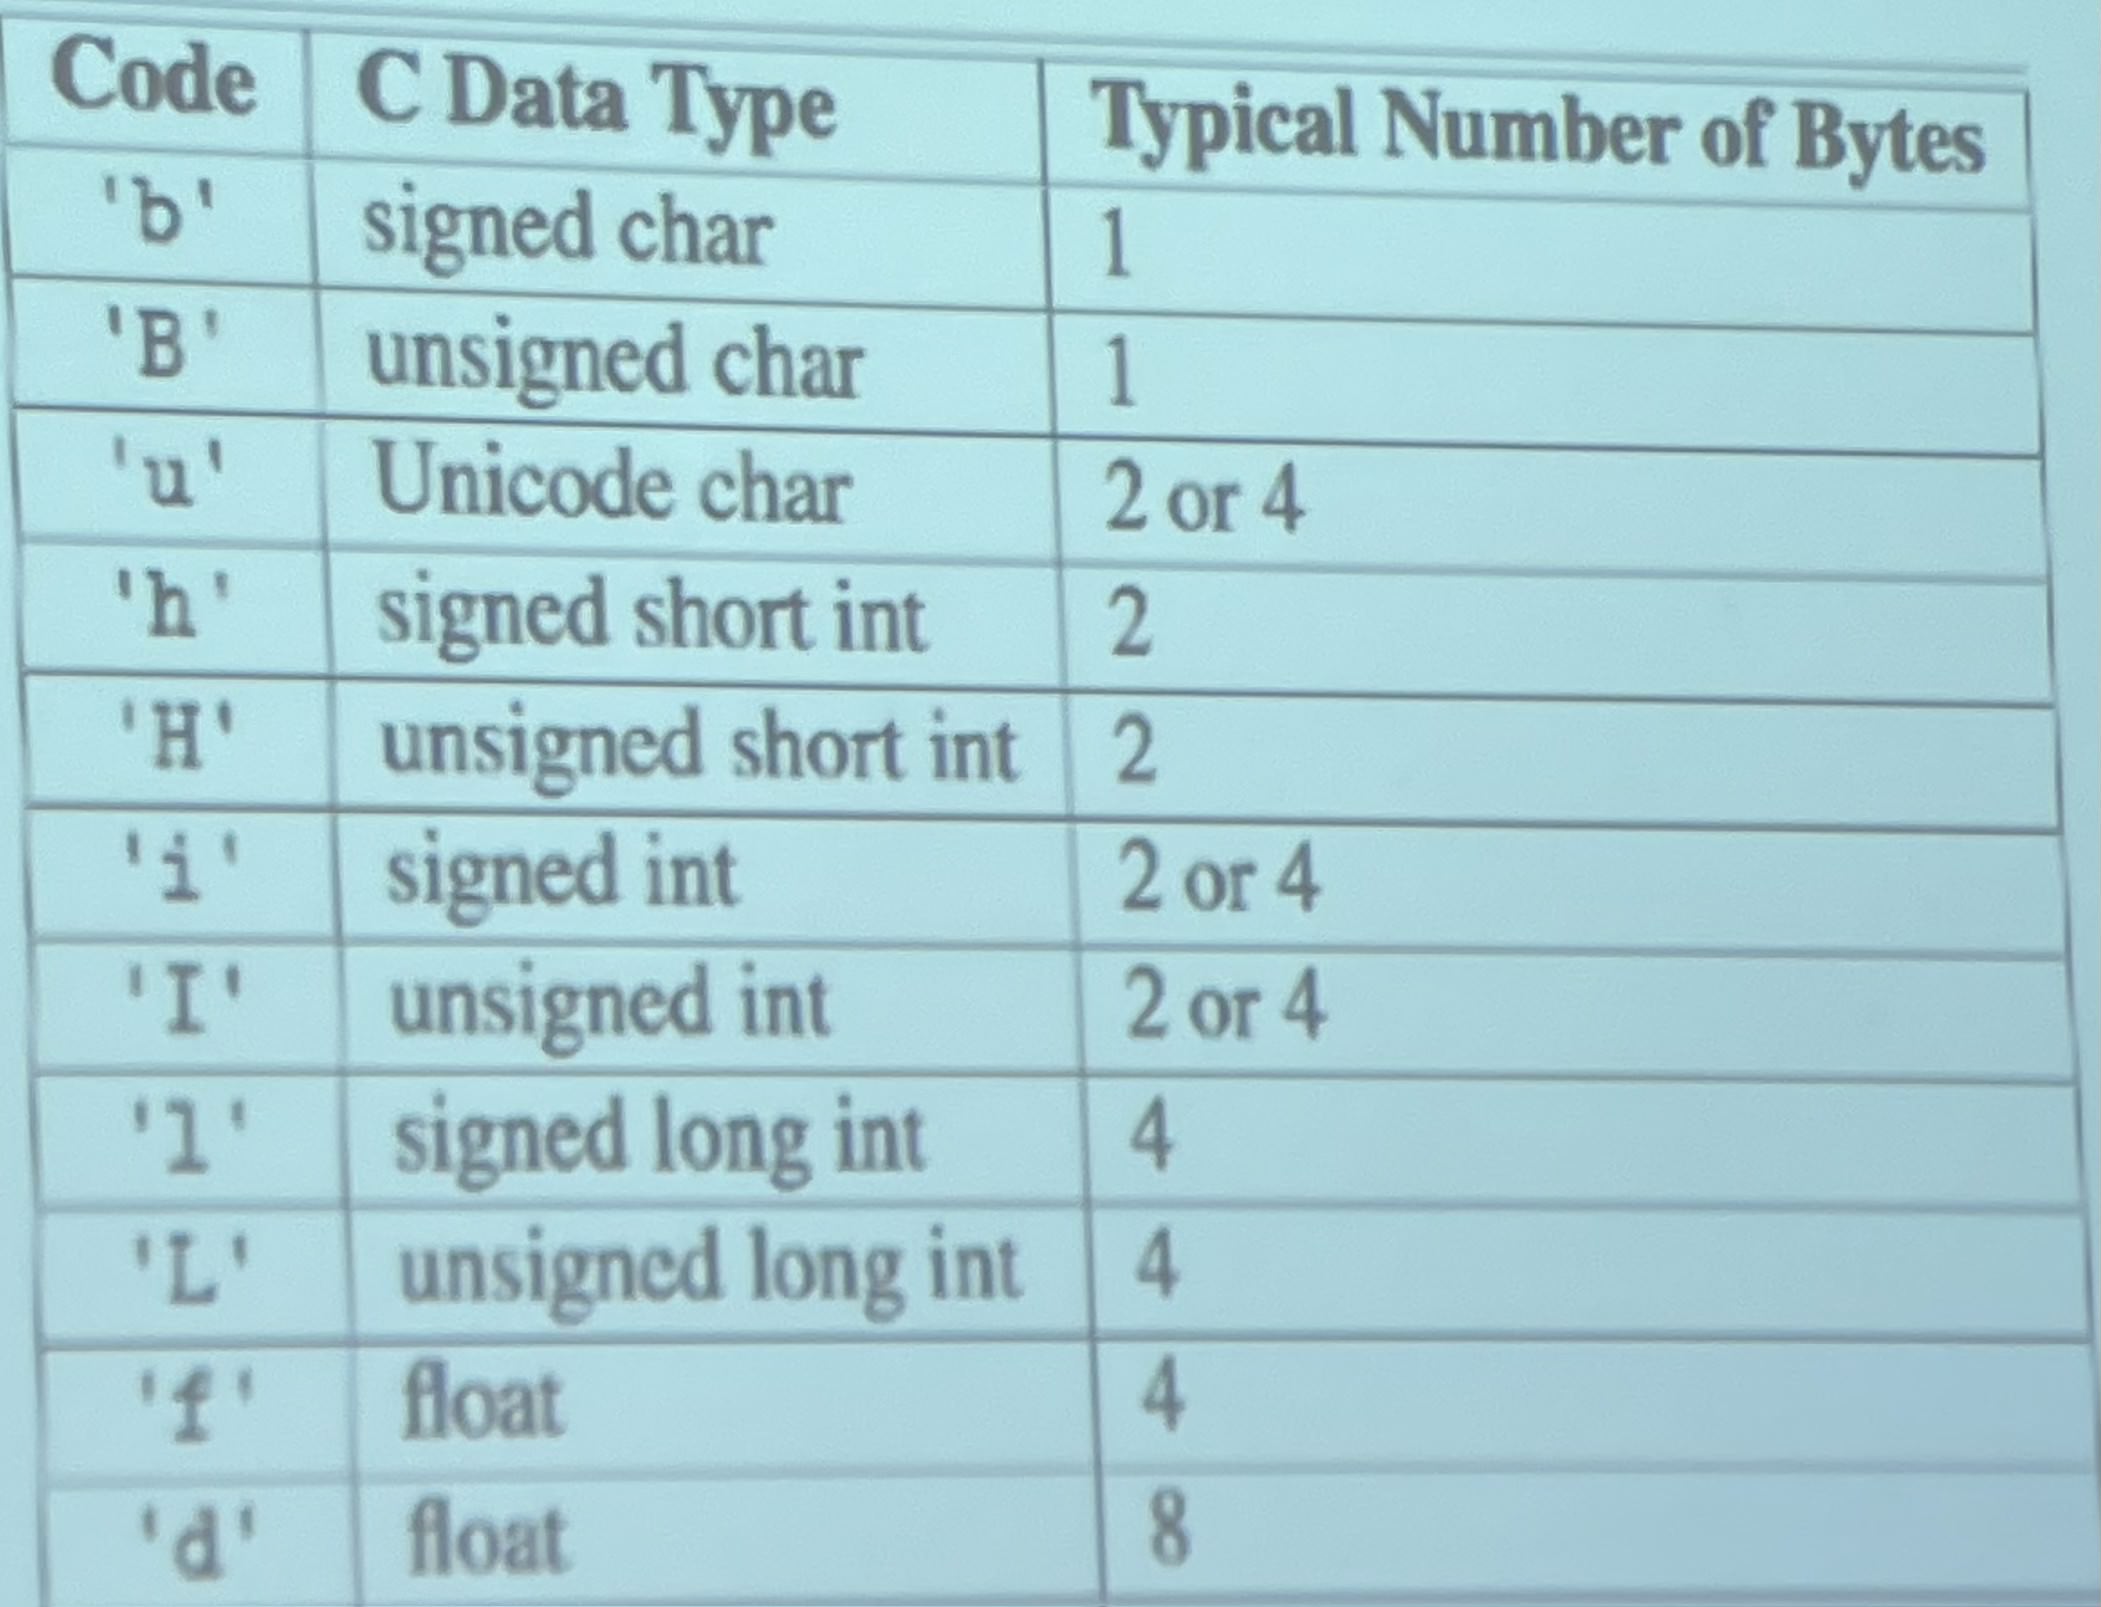 Code C Data Type Typical Number of Bytes
'b' signed char 1
'B' unsigned char 1
'u' Unicode char 2 or 4
'h' signed short int 2
'H' unsigned short int 2
'i' signed int 2 or 4
'I' unsigned int 2 or 4
'l' signed long int 4
'L' unsigned long int 4
'f' float 4
'd' float 8